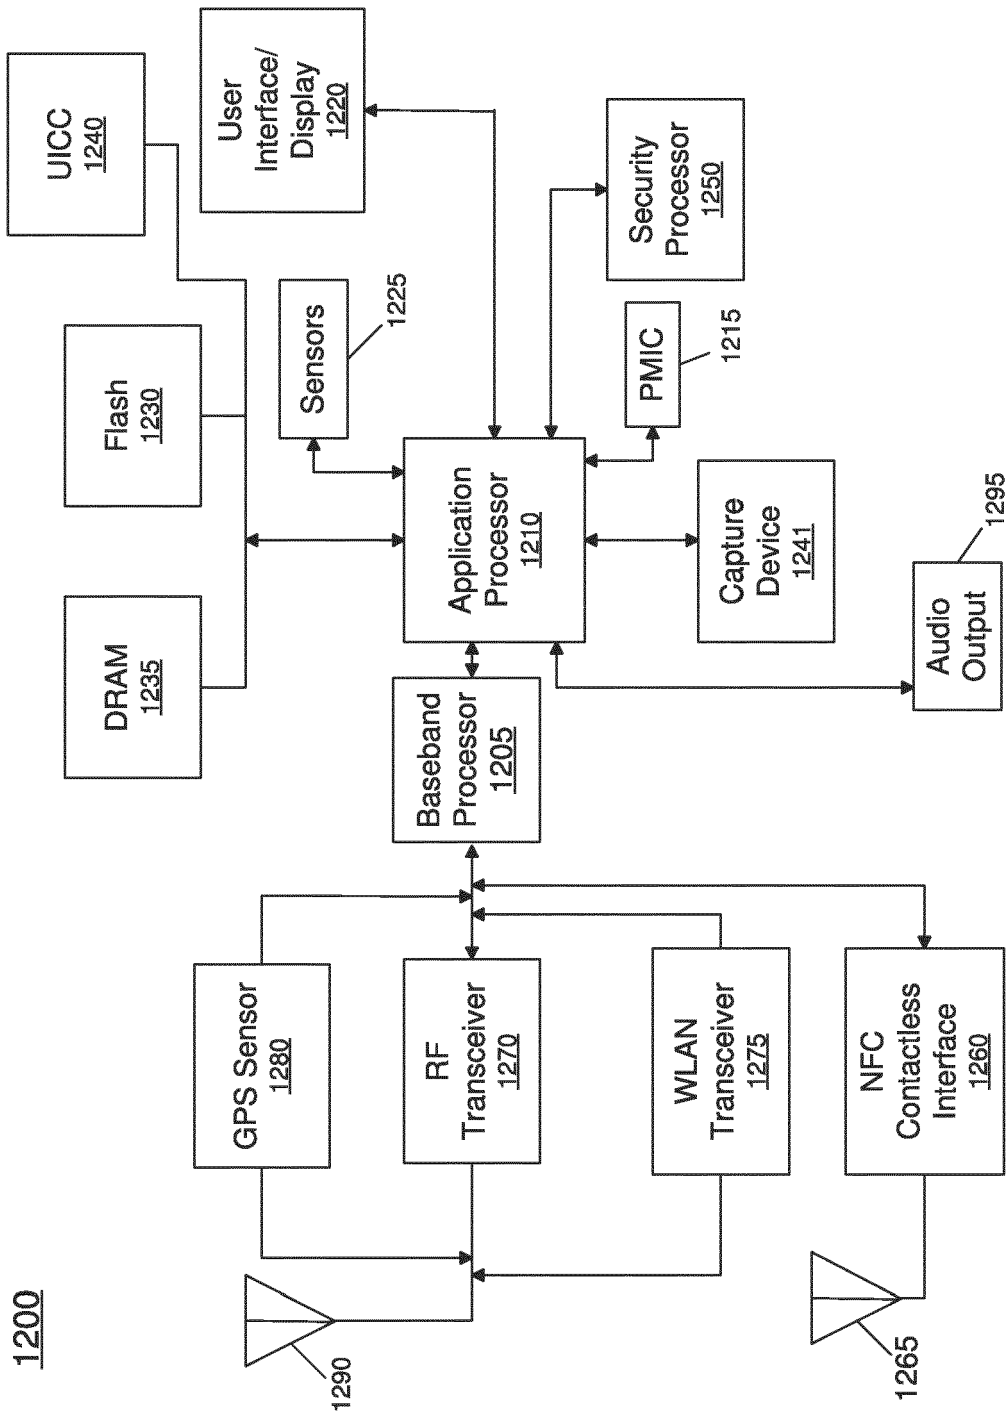 1200
UICC
1240
Flash
1230
DRAM
1235
User
Interface/
Display
1220
Sensors
1225
GPS Sensor
1280
1290
Application
Processor
1210
Baseband
Processor
1205
RF
Transceiver
1270
Security
Processor
1250
PMIC
1215
Capture
Device
1241
WLAN
Transceiver
1275
Audio
Output
1295
NFC
Contactless
Interface
1260
1265